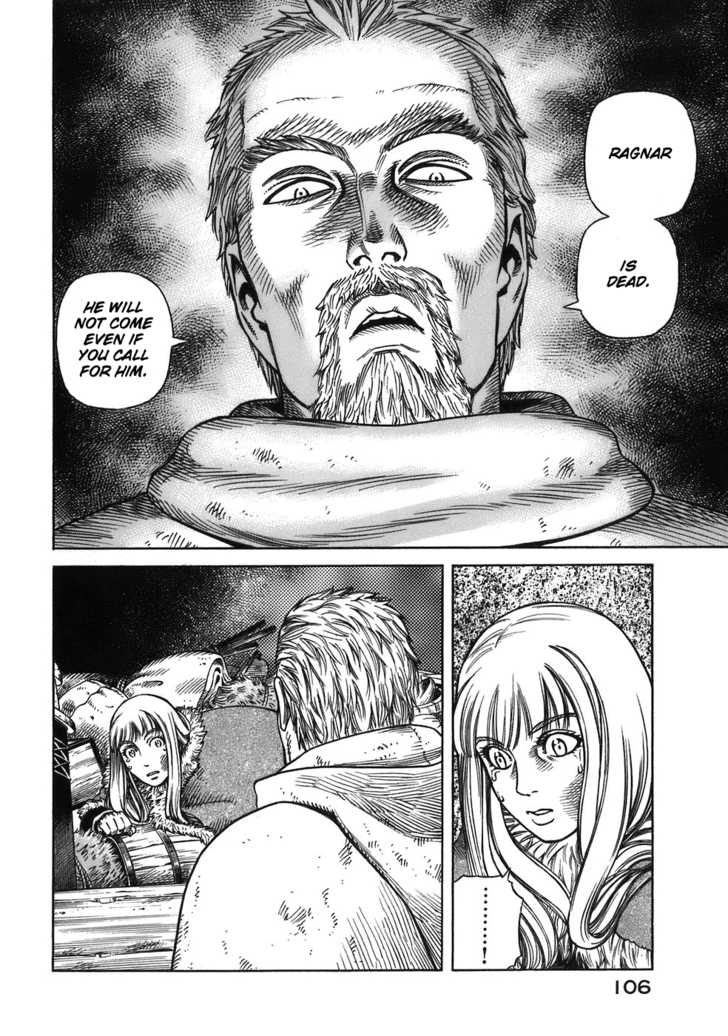 RAGNAR
IS
DEAD.
HE WILL
NOT COME
EVEN IF
YOU CALL
FOR HIM.
......!
106